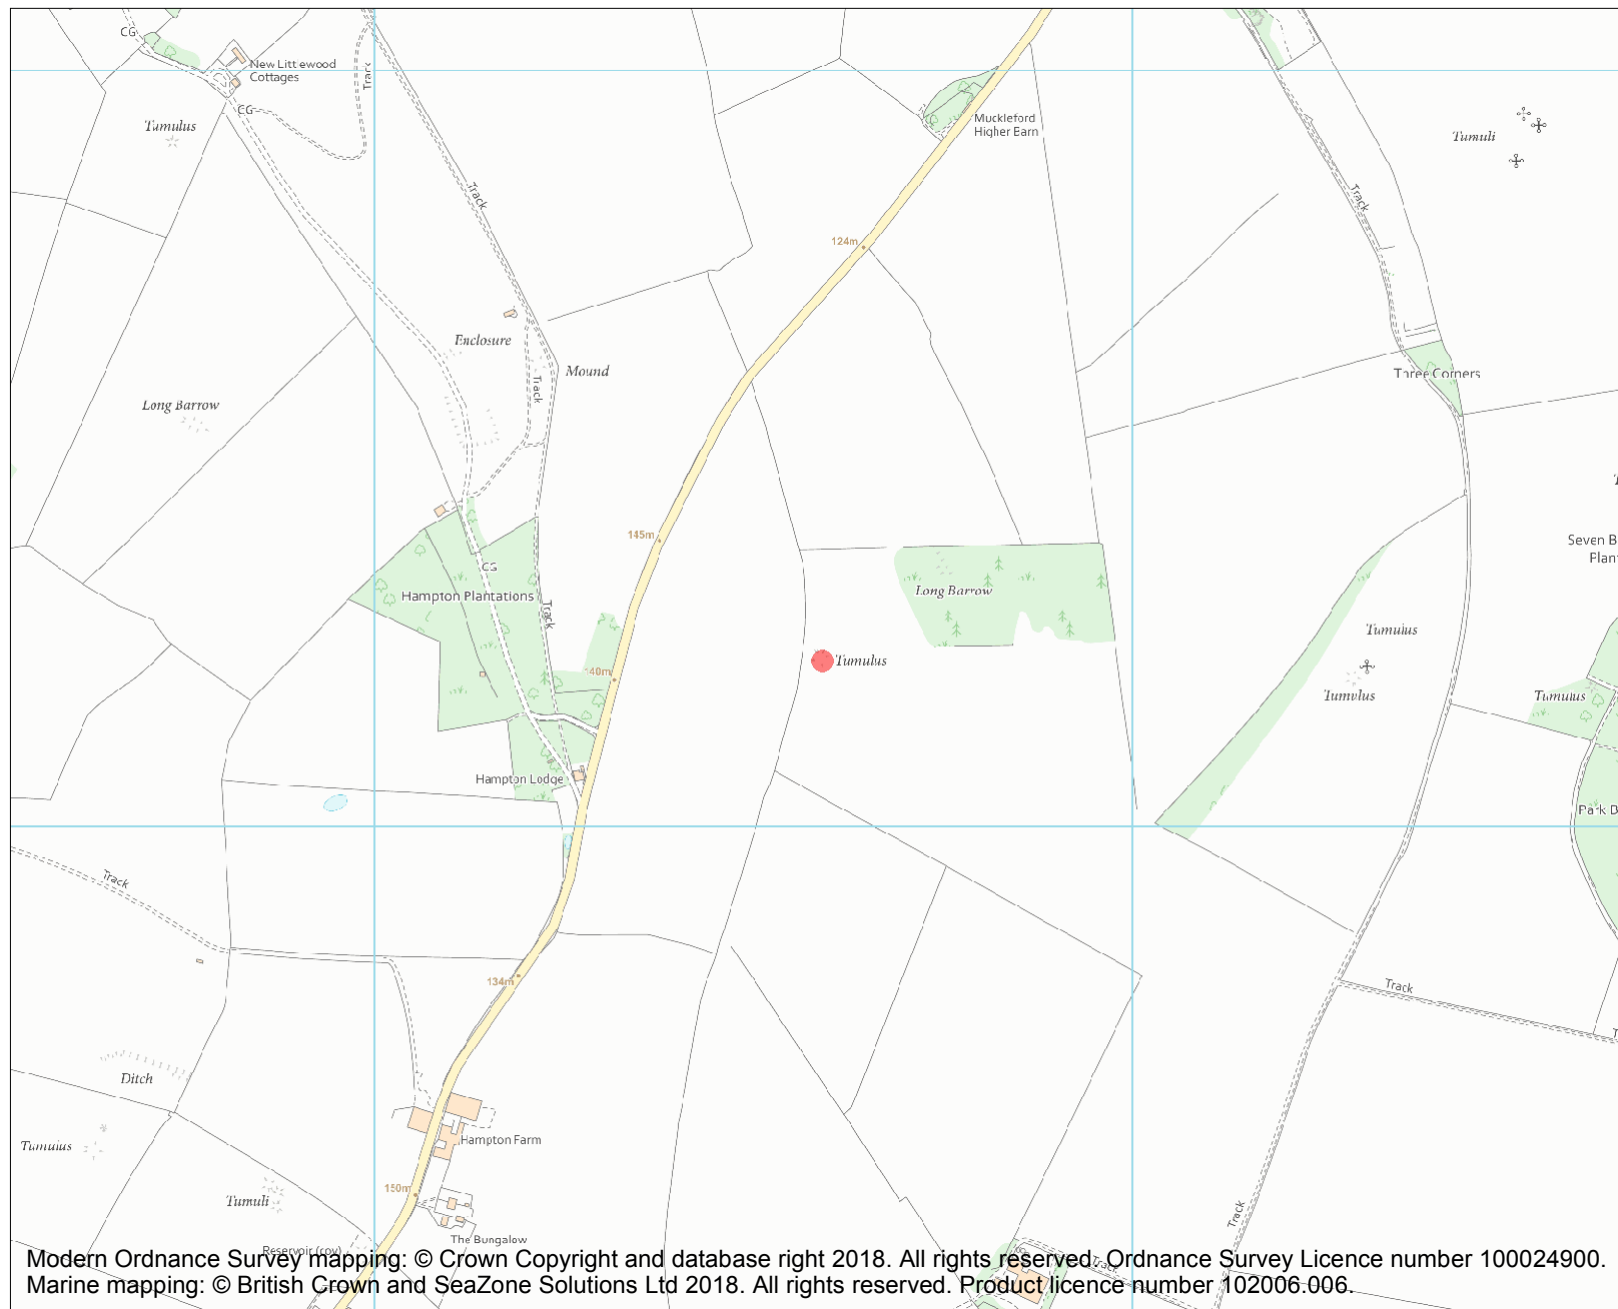 CG
New Littlewood
Cottages
Track
CG
Tumulus
Muckleford
Higher Barn
Tumuli
Track
Track
124m
Enclosure
Mound
Track
Three Corners
Long Barrow
145m
Seven B
Plan
CG
Hampton Plantations
Long Barrow
Track
Tumulus
Tumulus
140m
Tumulus
Tumulus
Hampton Lodge
Park D
Track
134m
Track
Ditch
Hampton Farm
Tumulus
150m
Tumuli
Track
The Bungalow
Reservoir (cov)
Track
Modern Ordnance Survey mapping: © Crown Copyright and database right 2018. All rights reserved. Ordnance Survey Licence number 100024900.
Marine mapping: © British Crown and SeaZone Solutions Ltd 2018. All rights reserved. Product licence number 102006.006.